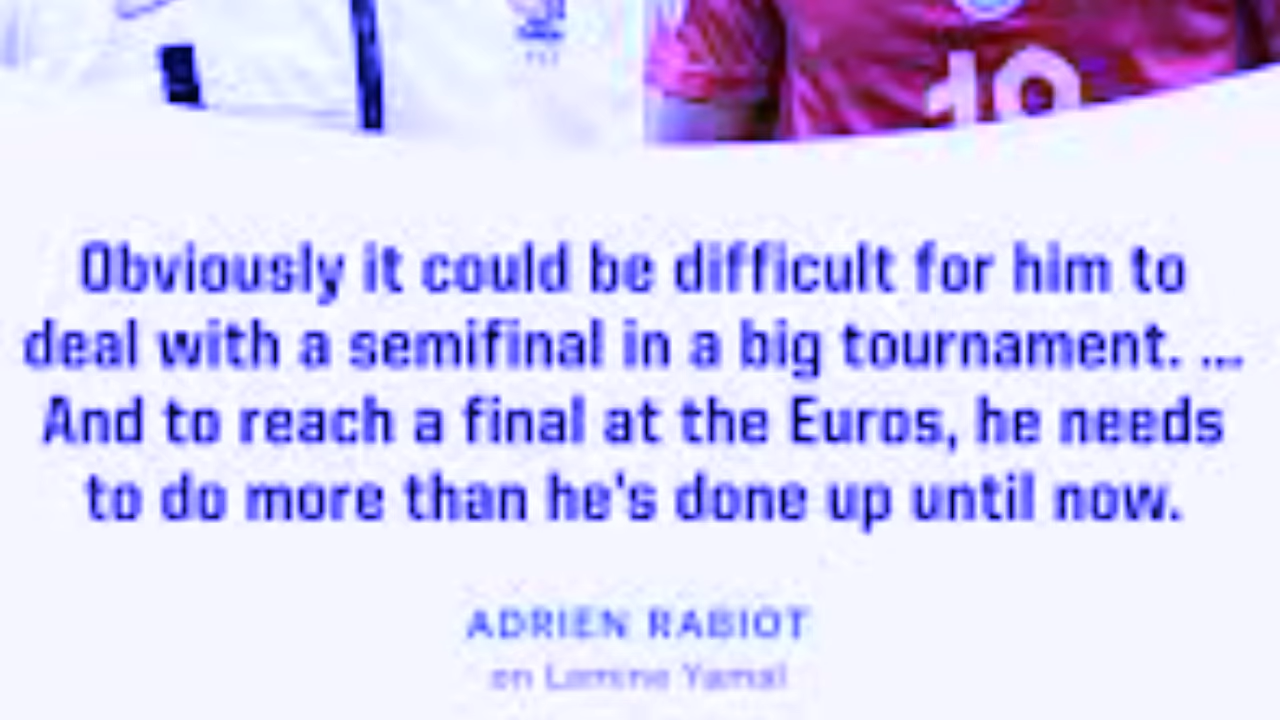 19
Obviously it could be difficult for him to
deal with a semifinal in a big tournament. ...
And to reach a final at the Euros, he needs
to do more than he's done up until now.
ADRIEN RABIOT
on Lamine Yamal